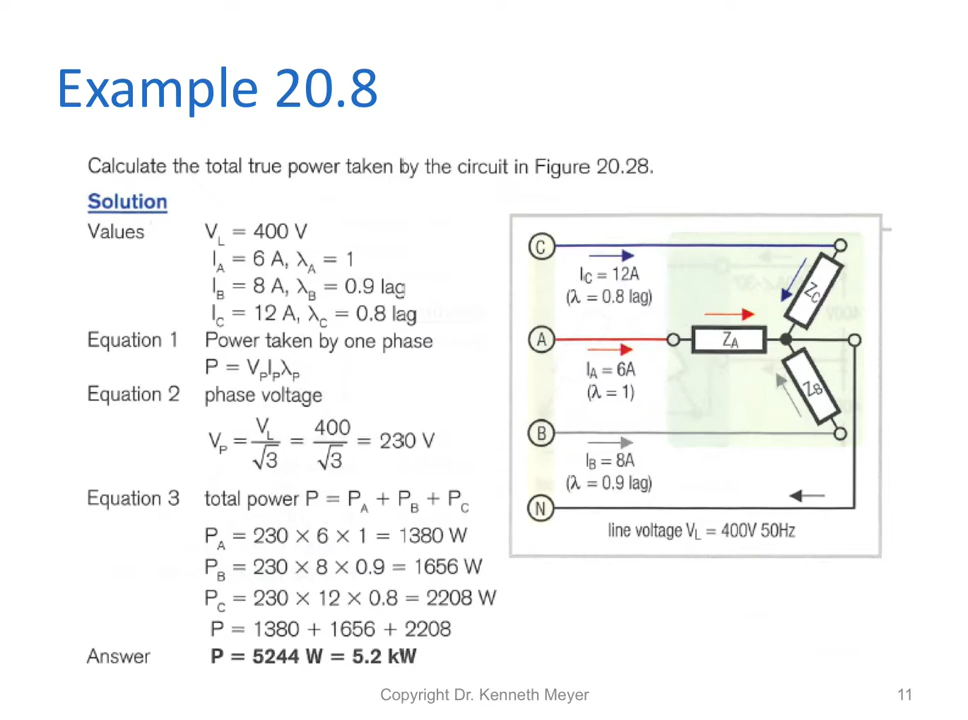 Example 20.8
Calculate the total true power taken by the circuit in Figure 20.28.
Solution
Values V_L = 400 V
I_A = 6 A, λ_A = 1
I_B = 8 A, λ_B = 0.9 lag
I_C = 12 A, λ_C = 0.8 lag
Equation 1 Power taken by one phase
P = V_P I_P λ_P
Equation 2 phase voltage
V_P = V_L/√3 = 400/√3 = 230 V
Equation 3 total power P = P_A + P_B + P_C
P_A = 230 × 6 × 1 = 1380 W
P_B = 230 × 8 × 0.9 = 1656 W
P_C = 230 × 12 × 0.8 = 2208 W
P = 1380 + 1656 + 2208
Answer P = 5244 W = 5.2 kW
C
I_C = 12A
(λ = 0.8 lag)
Z_C
A
Z_A
I_A = 6A
(λ = 1)
Z_B
B
I_B = 8A
(λ = 0.9 lag)
N
line voltage V_L = 400V 50Hz
Copyright Dr. Kenneth Meyer
11